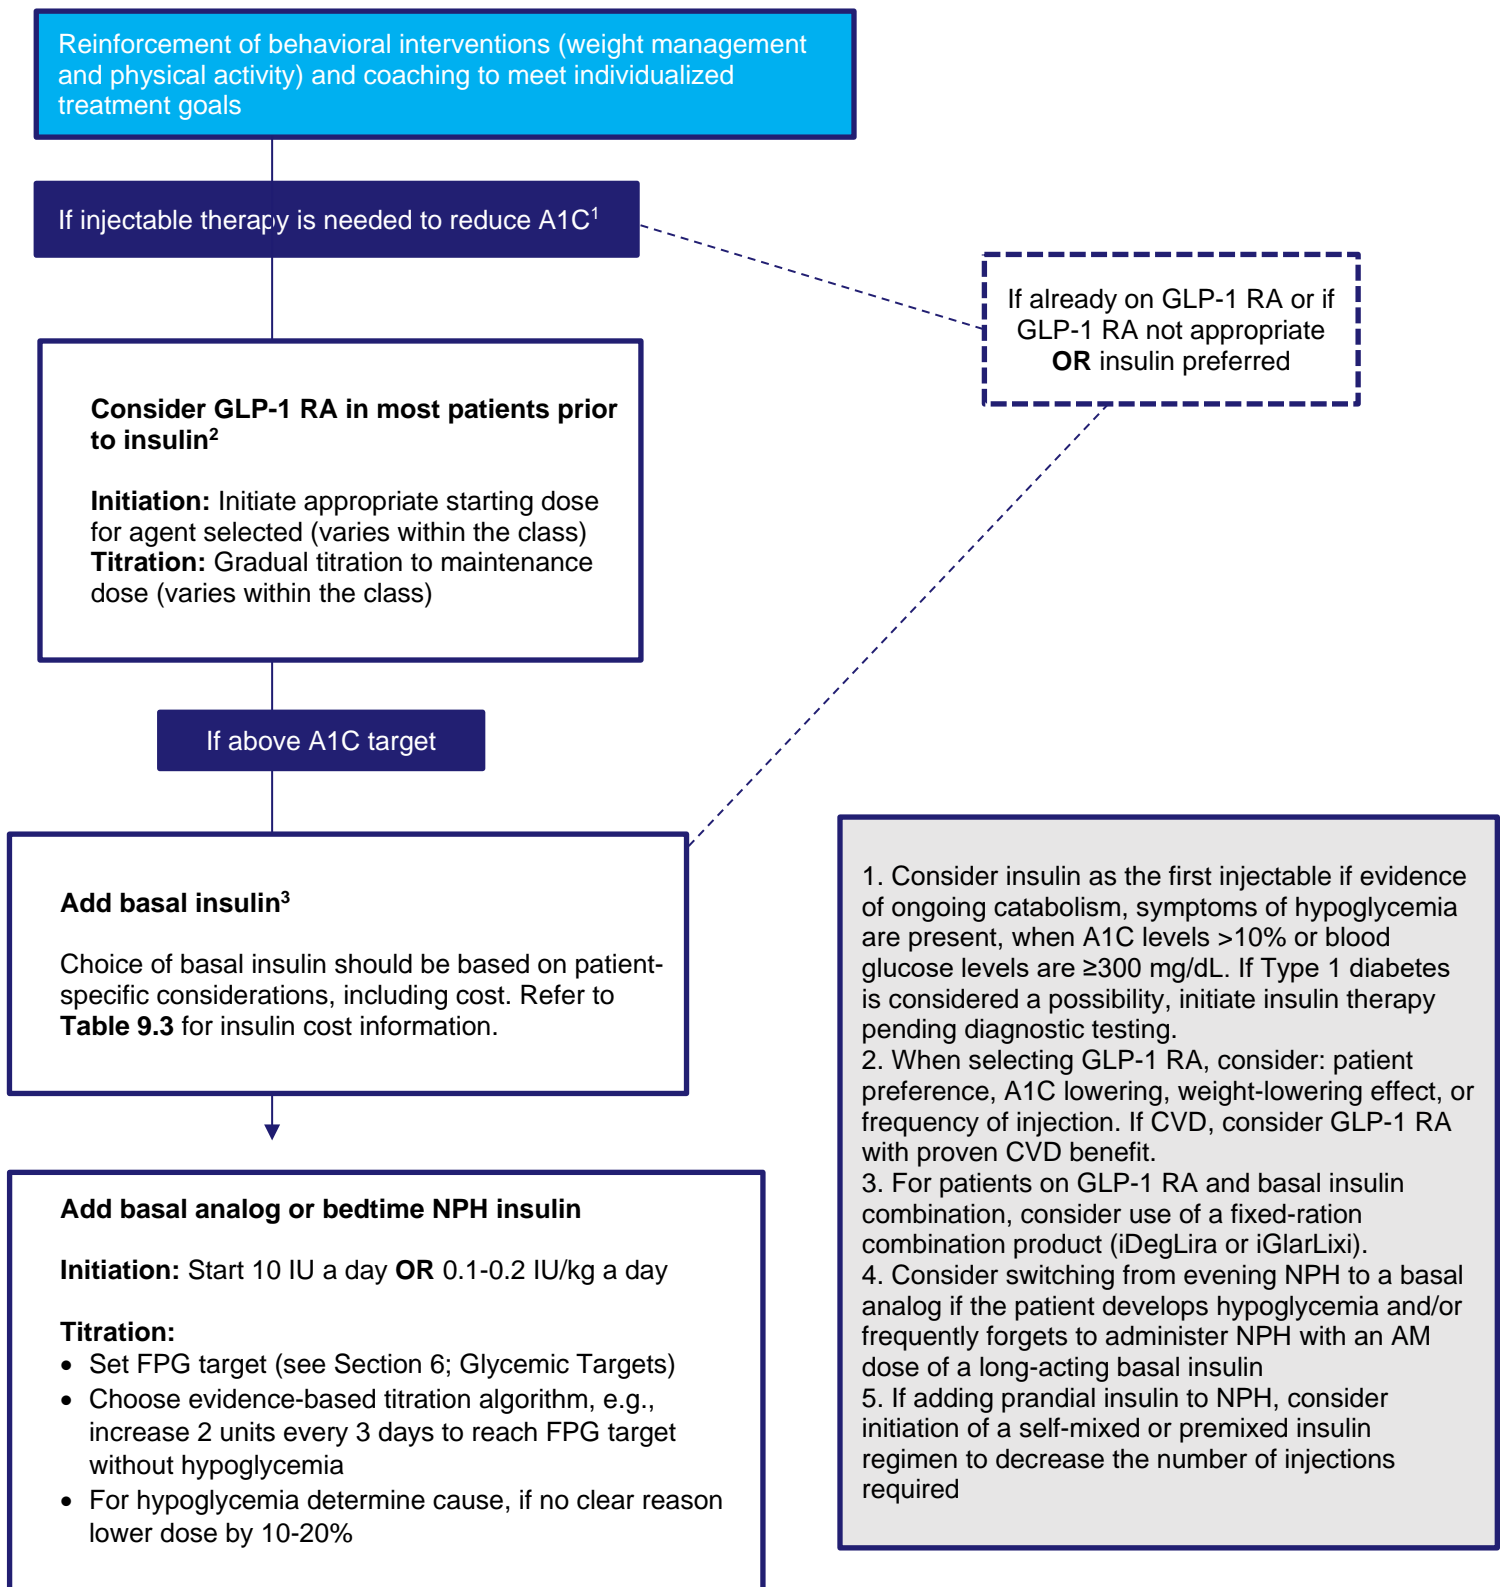 Reinforcement of behavioral interventions (weight management
and physical activity) and coaching to meet individualized
treatment goals
If injectable therapy is needed to reduce A1C1
If already on GLP-1 RA or if
GLP-1 RA not appropriate
OR insulin preferred
Consider GLP-1 RA in most patients prior
to insulin2
Initiation: Initiate appropriate starting dose
for agent selected (varies within the class)
Titration: Gradual titration to maintenance
dose (varies within the class)
If above A1C target
Add basal insulin3
Choice of basal insulin should be based on patient-
specific considerations, including cost. Refer to
Table 9.3 for insulin cost information.
Add basal analog or bedtime NPH insulin
Initiation: Start 10 IU a day OR 0.1-0.2 IU/kg a day
Titration:
• Set FPG target (see Section 6; Glycemic Targets)
• Choose evidence-based titration algorithm, e.g.,
increase 2 units every 3 days to reach FPG target
without hypoglycemia
• For hypoglycemia determine cause, if no clear reason
lower dose by 10-20%
1. Consider insulin as the first injectable if evidence
of ongoing catabolism, symptoms of hypoglycemia
are present, when A1C levels >10% or blood
glucose levels are ≥300 mg/dL. If Type 1 diabetes
is considered a possibility, initiate insulin therapy
pending diagnostic testing.
2. When selecting GLP-1 RA, consider: patient
preference, A1C lowering, weight-lowering effect, or
frequency of injection. If CVD, consider GLP-1 RA
with proven CVD benefit.
3. For patients on GLP-1 RA and basal insulin
combination, consider use of a fixed-ration
combination product (iDegLira or iGlarLixi).
4. Consider switching from evening NPH to a basal
analog if the patient develops hypoglycemia and/or
frequently forgets to administer NPH with an AM
dose of a long-acting basal insulin
5. If adding prandial insulin to NPH, consider
initiation of a self-mixed or premixed insulin
regimen to decrease the number of injections
required